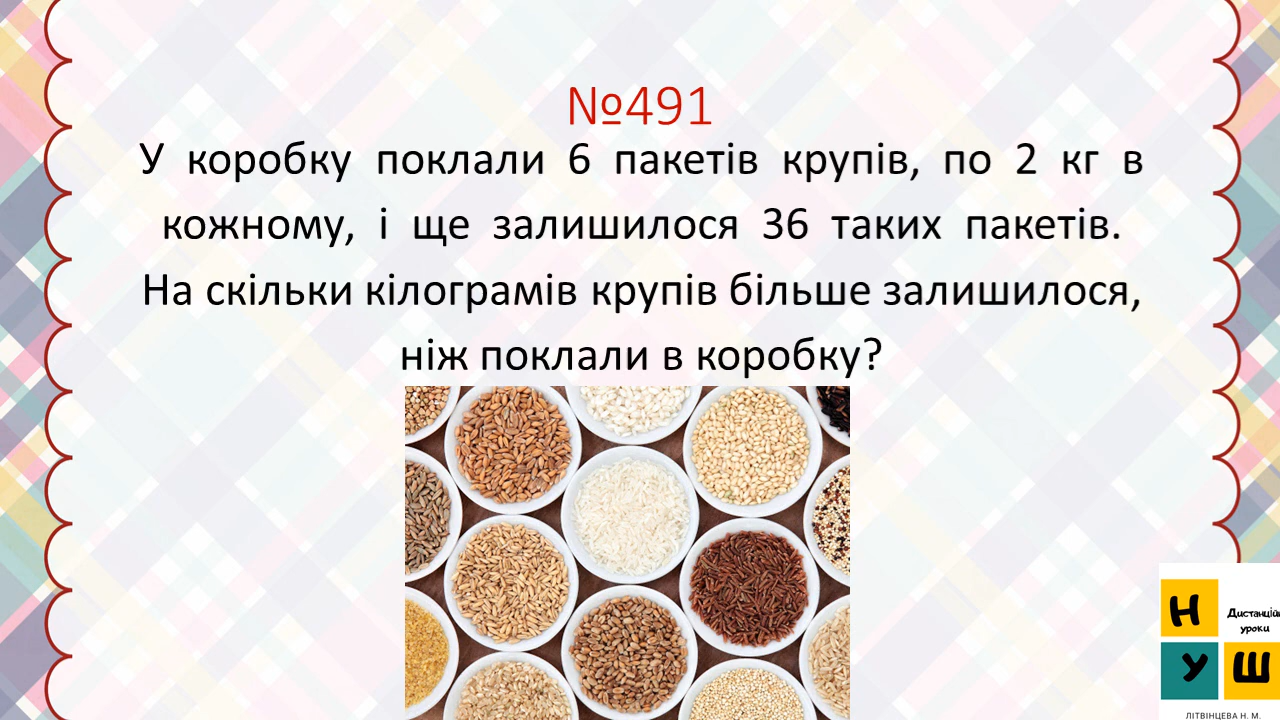 №491
У коробку поклали 6 пакетів крупів, по 2 кг в
кожному, і ще залишилося 36 таких пакетів.
На скільки кілограмів крупів більше залишилося,
ніж поклали в коробку?
Н
Дистанцій
уроки
У Ш
ЛІТВІНЦЕВА Н. М.